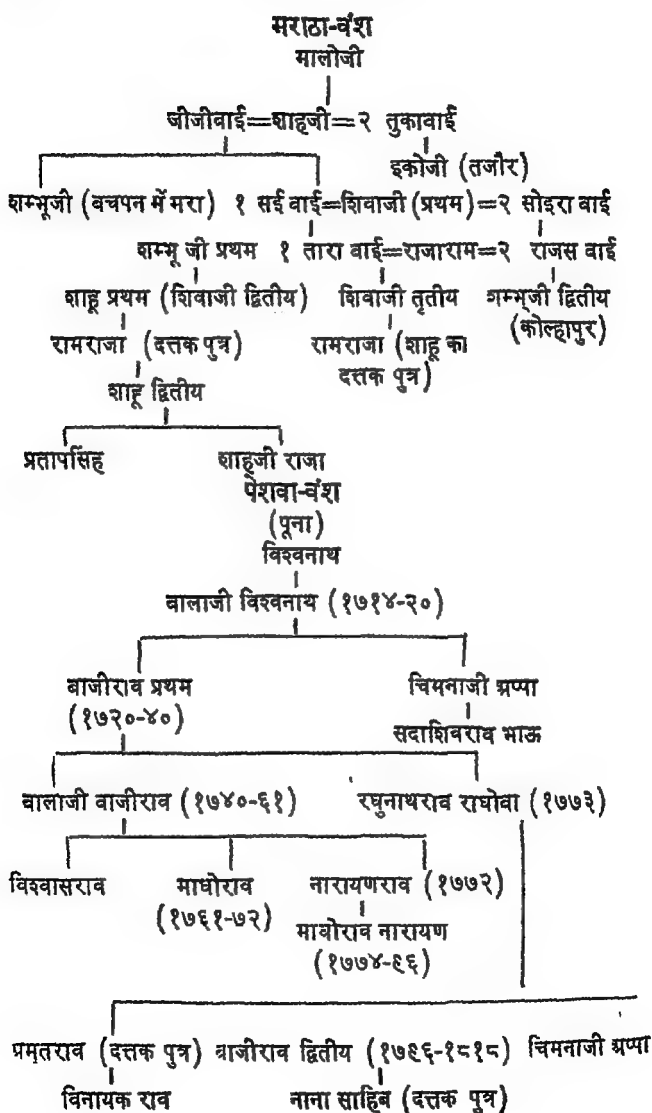 मराठा-वंश
मालोजी
जीजीवाई=शाहजी=२ तुकावाई
इकोजी (तजौर)
शम्भूजी (वचपन में मरा) १ सई वाई=शिवाजी (प्रथम)=२ सोइरा वाई
शम्भू जी प्रथम १ तारा वाई=राजाराम=२ राजस वाई
शाहू प्रथम (शिवाजी द्वितीय) शिवाजी तृतीय शम्भूजी द्वितीय
(कोल्हापुर)
रामराजा (दत्तक पुत्र) रामराजा (शाहू का
दत्तक पुत्र)
शाहू द्वितीय
प्रतापसिंह शाहजी राजा
पेशवा-वंश
(पूना)
विश्वनाथ
वालाजी विश्वनाथ (१७१४-२०)
बाजीराव प्रथम चिमनाजी अप्पा
(१७२०-४०)
सदाशिवराव भाऊ
वालाजी वाजीराव (१७४०-६१) रघुनाथराव राघोवा (१७७३)
विश्वासराव माधोराव नारायणराव (१७७२)
(१७६१-७२) माधोराव नारायण
(१७७४-९६)
अमृतराव (दत्तक पुत्र) बाजीराव द्वितीय (१७९६-१८१८) चिमनाजी अप्पा
विनायक राव नाना साहिब (दत्तक पुत्र)